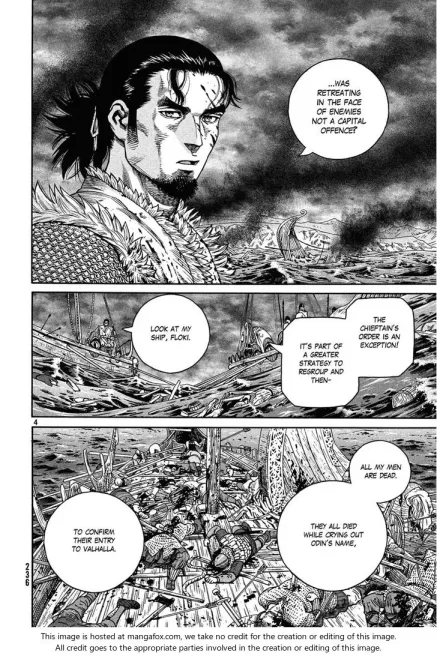 ...WAS
RETREATING
IN THE FACE
OF ENEMIES
NOT A CAPITAL
OFFENCE?
LOOK AT MY
SHIP, FLOKI.
THE
CHIEFTAIN'S
ORDER IS AN
EXCEPTION!
IT'S PART OF
A GREATER
STRATEGY TO
REGROUP AND
THEN-
4
ALL MY MEN
ARE DEAD.
THEY ALL DIED
WHILE CRYING OUT
ODIN'S NAME,
TO CONFIRM
THEIR ENTRY
TO VALHALLA.
236
This image is hosted at mangafox.com, we take no credit for the creation or editing of this image.
All credit goes to the appropriate parties involved in the creation or editing of this image.